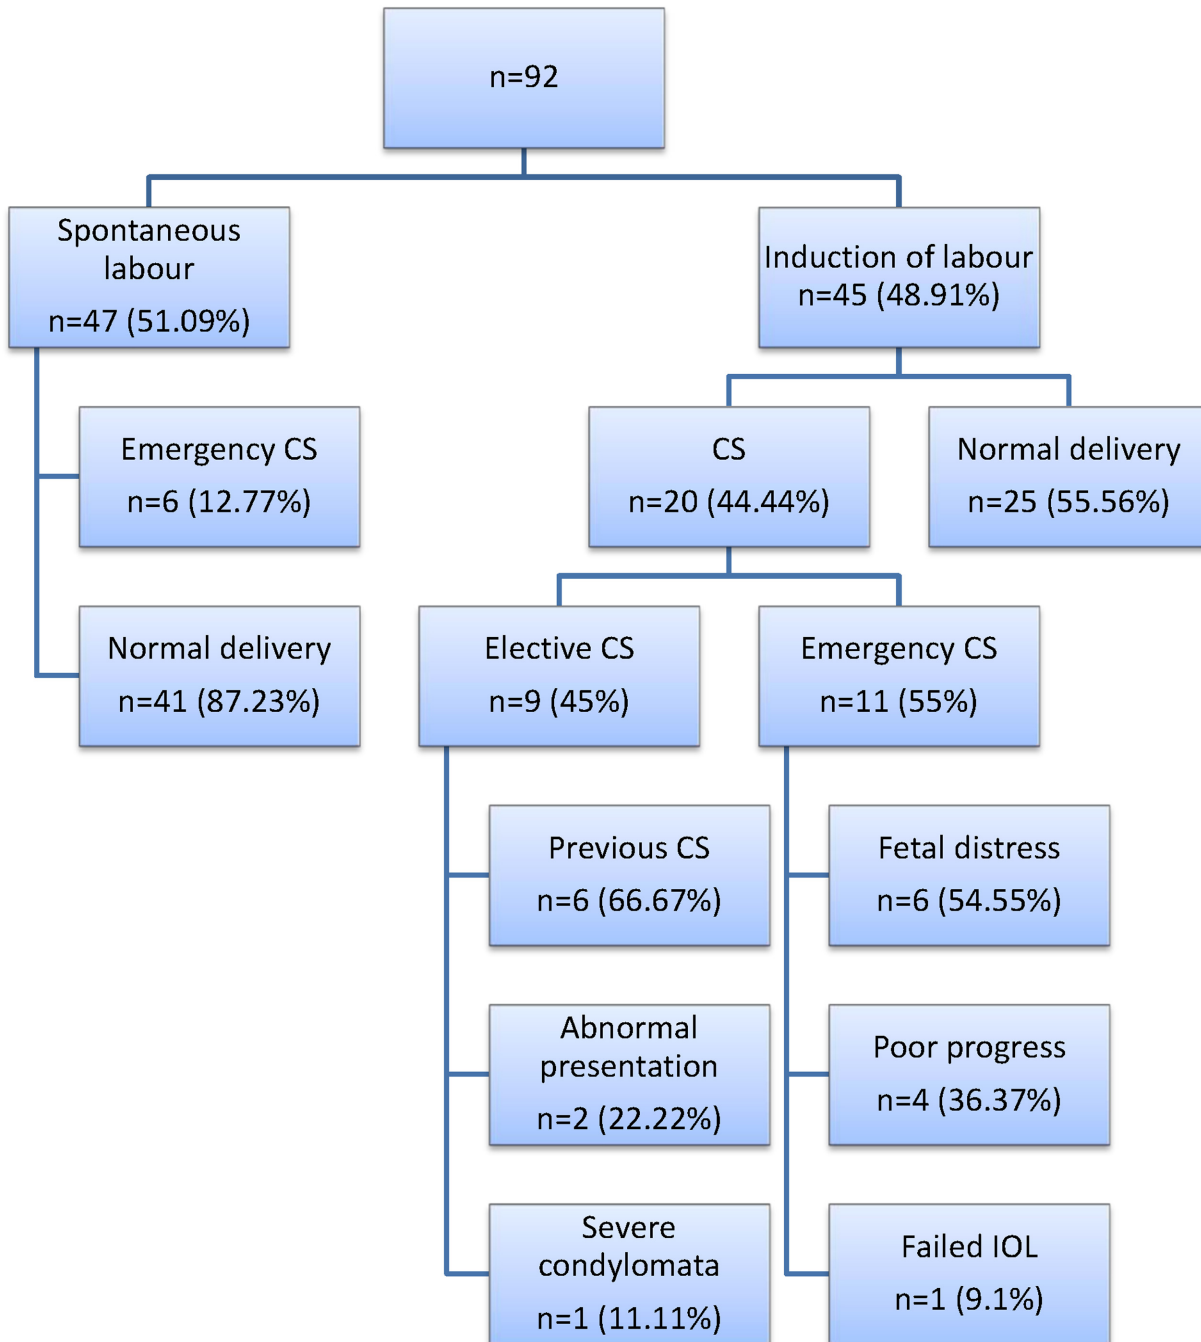 n=92
Spontaneous
labour
n=47 (51.09%)
Induction of labour
n=45 (48.91%)
Emergency CS
n=6 (12.77%)
CS
n=20 (44.44%)
Normal delivery
n=25 (55.56%)
Normal delivery
n=41 (87.23%)
Elective CS
n=9 (45%)
Emergency CS
n=11 (55%)
Previous CS
n=6 (66.67%)
Fetal distress
n=6 (54.55%)
Abnormal
presentation
n=2 (22.22%)
Poor progress
n=4 (36.37%)
Severe
condylomata
n=1 (11.11%)
Failed IOL
n=1 (9.1%)